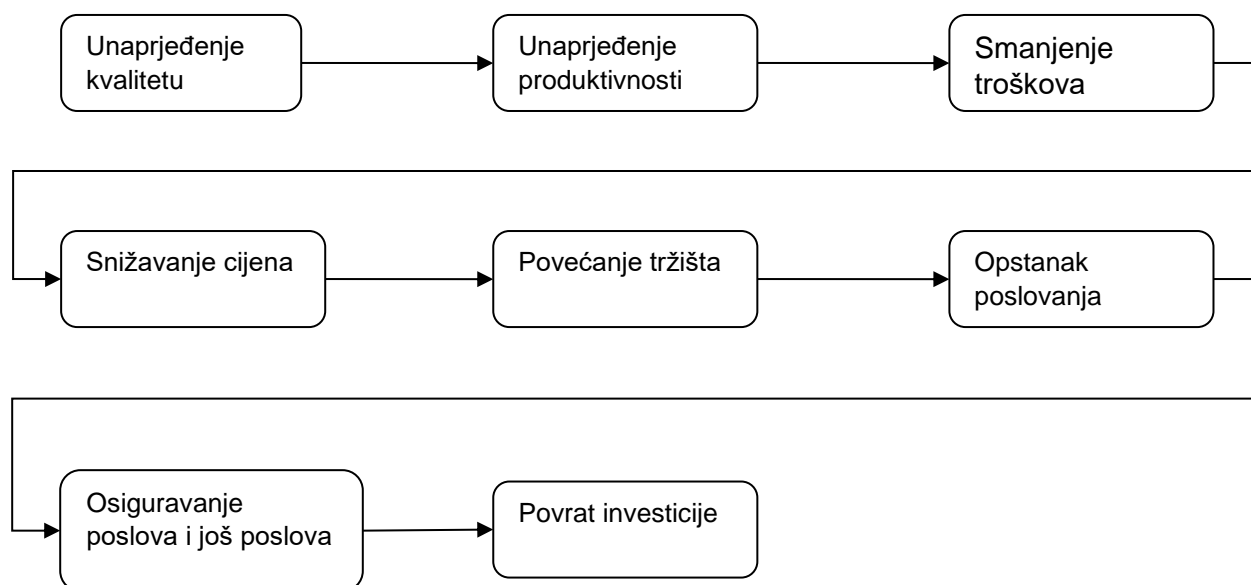 Unaprjeđenje
kvalitetu
Unaprjeđenje
produktivnosti
Smanjenje
troškova
Snižavanje cijena
Povećanje tržišta
Opstanak
poslovanja
Osiguravanje
poslova i još poslova
Povrat investicije